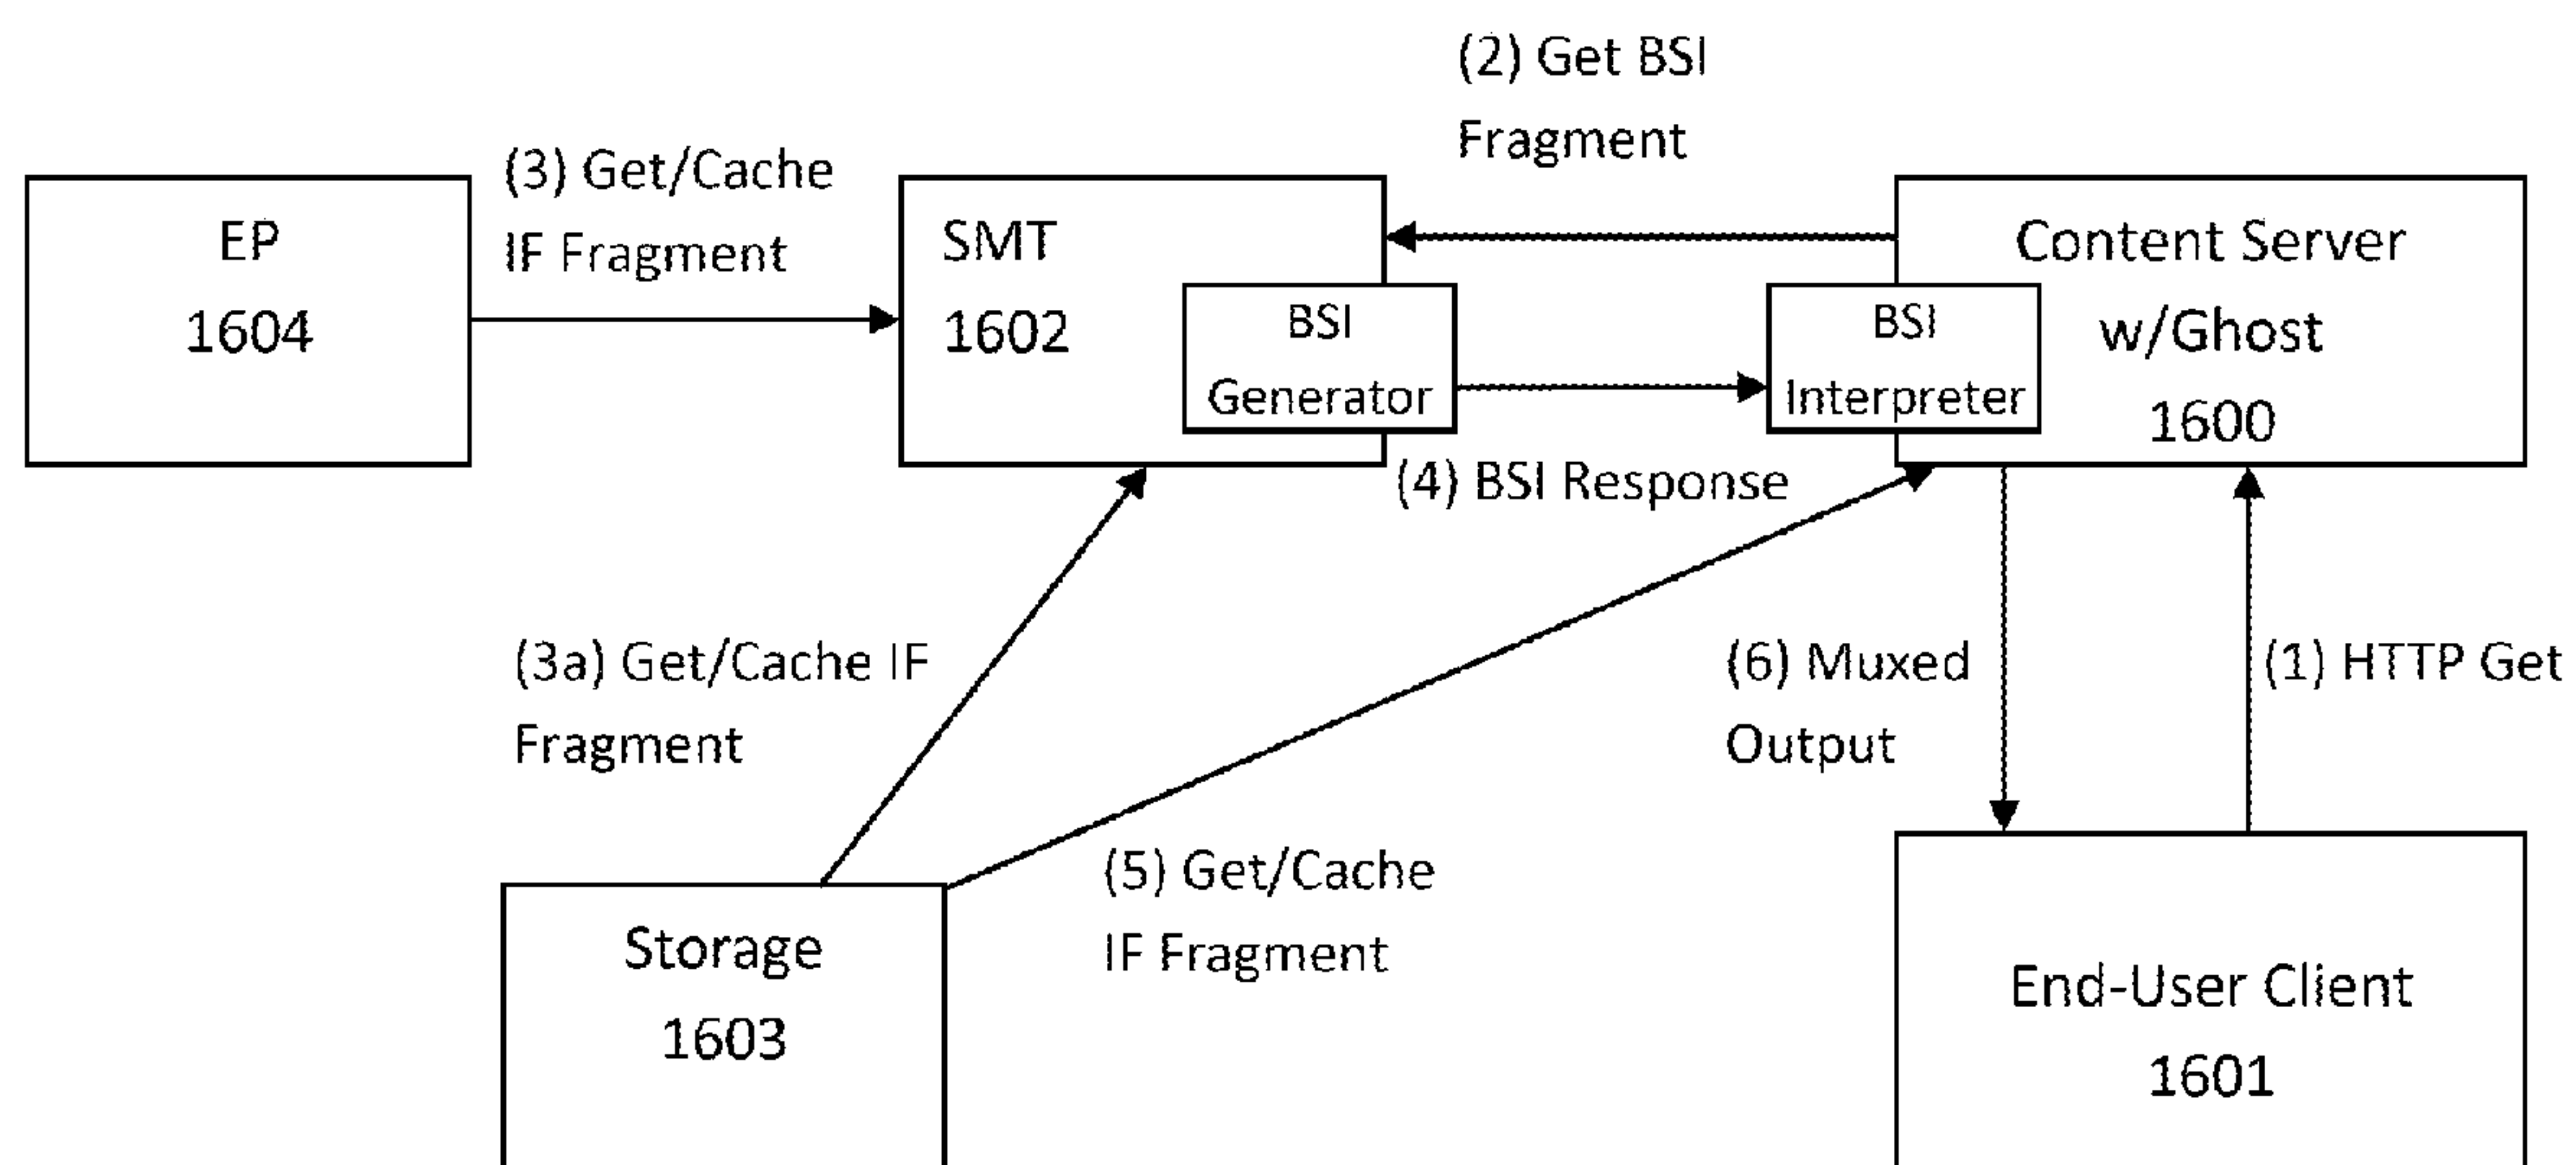 (2) Get BSI
Fragment
(3) Get/Cache
IF Fragment
EP
1604
SMT
1602
BSI
Generator
BSI
Interpreter
Content Server
w/Ghost
1600
(4) BSI Response
(3a) Get/Cache IF
Fragment
(6) Muxed
Output
(1) HTTP Get
(5) Get/Cache
IF Fragment
Storage
1603
End-User Client
1601